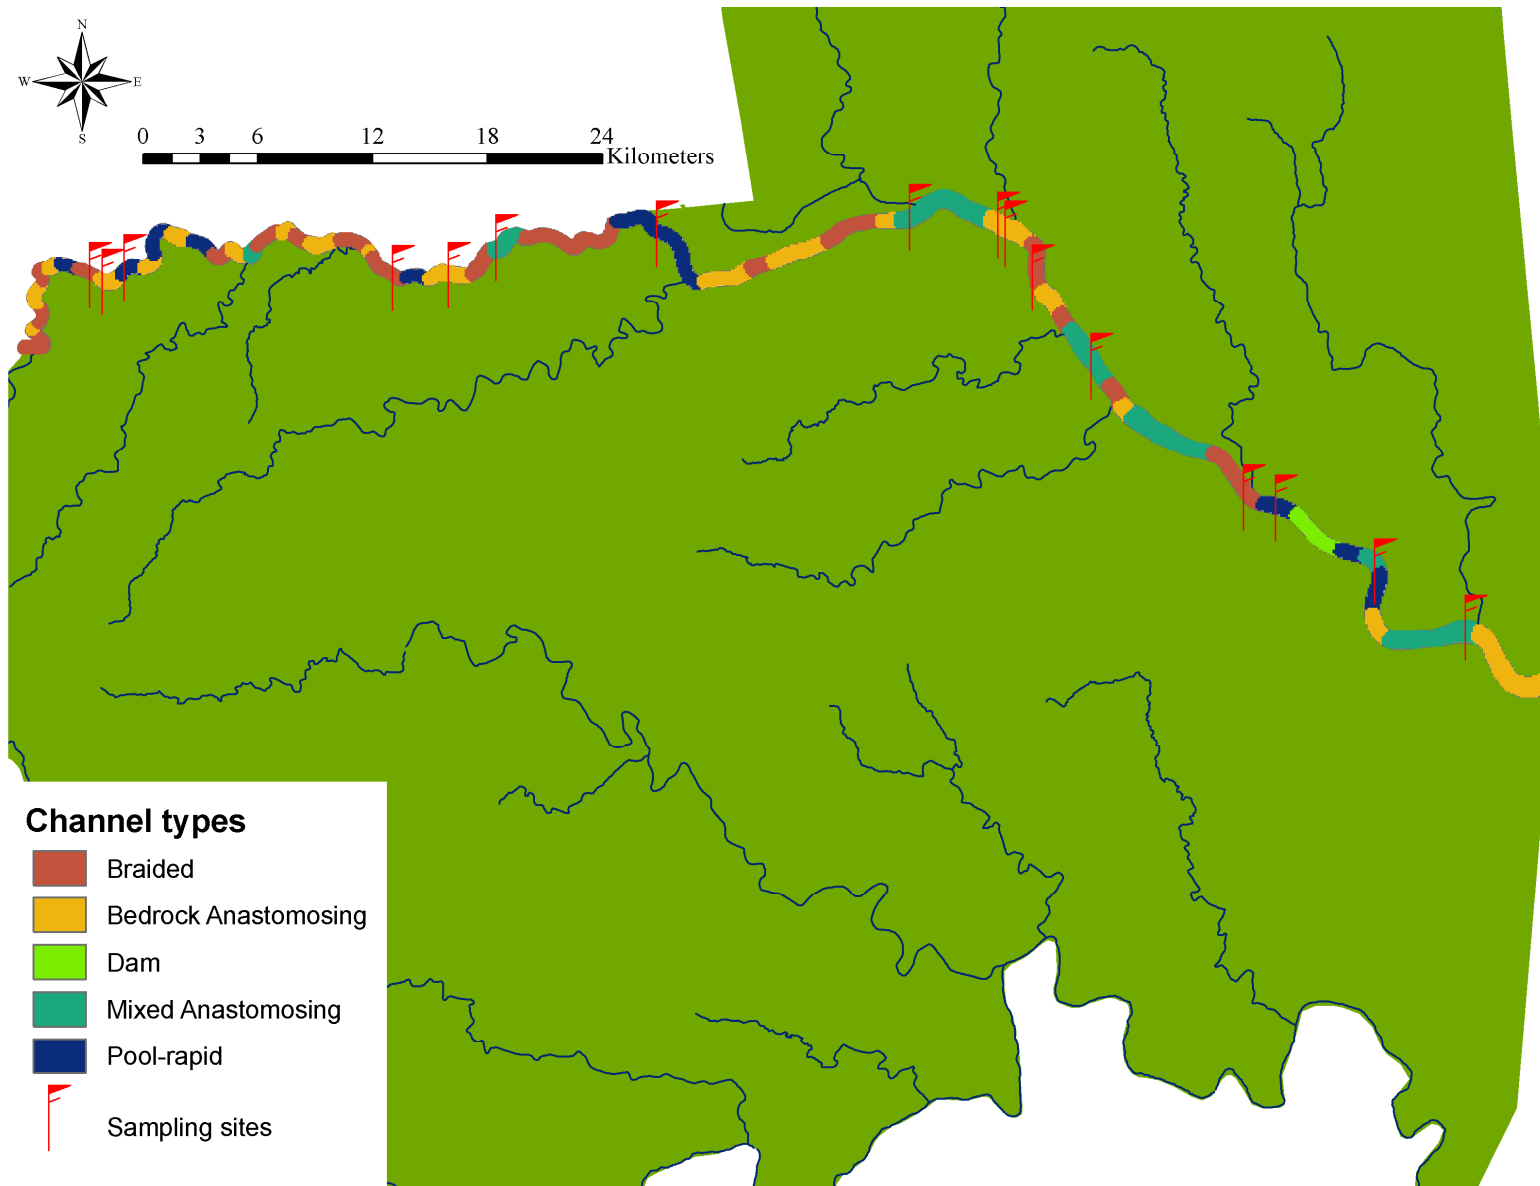 N
W E
S
0 3 6 12 18 24
Kilometers
Channel types
Braided
Bedrock Anastomosing
Dam
Mixed Anastomosing
Pool-rapid
Sampling sites